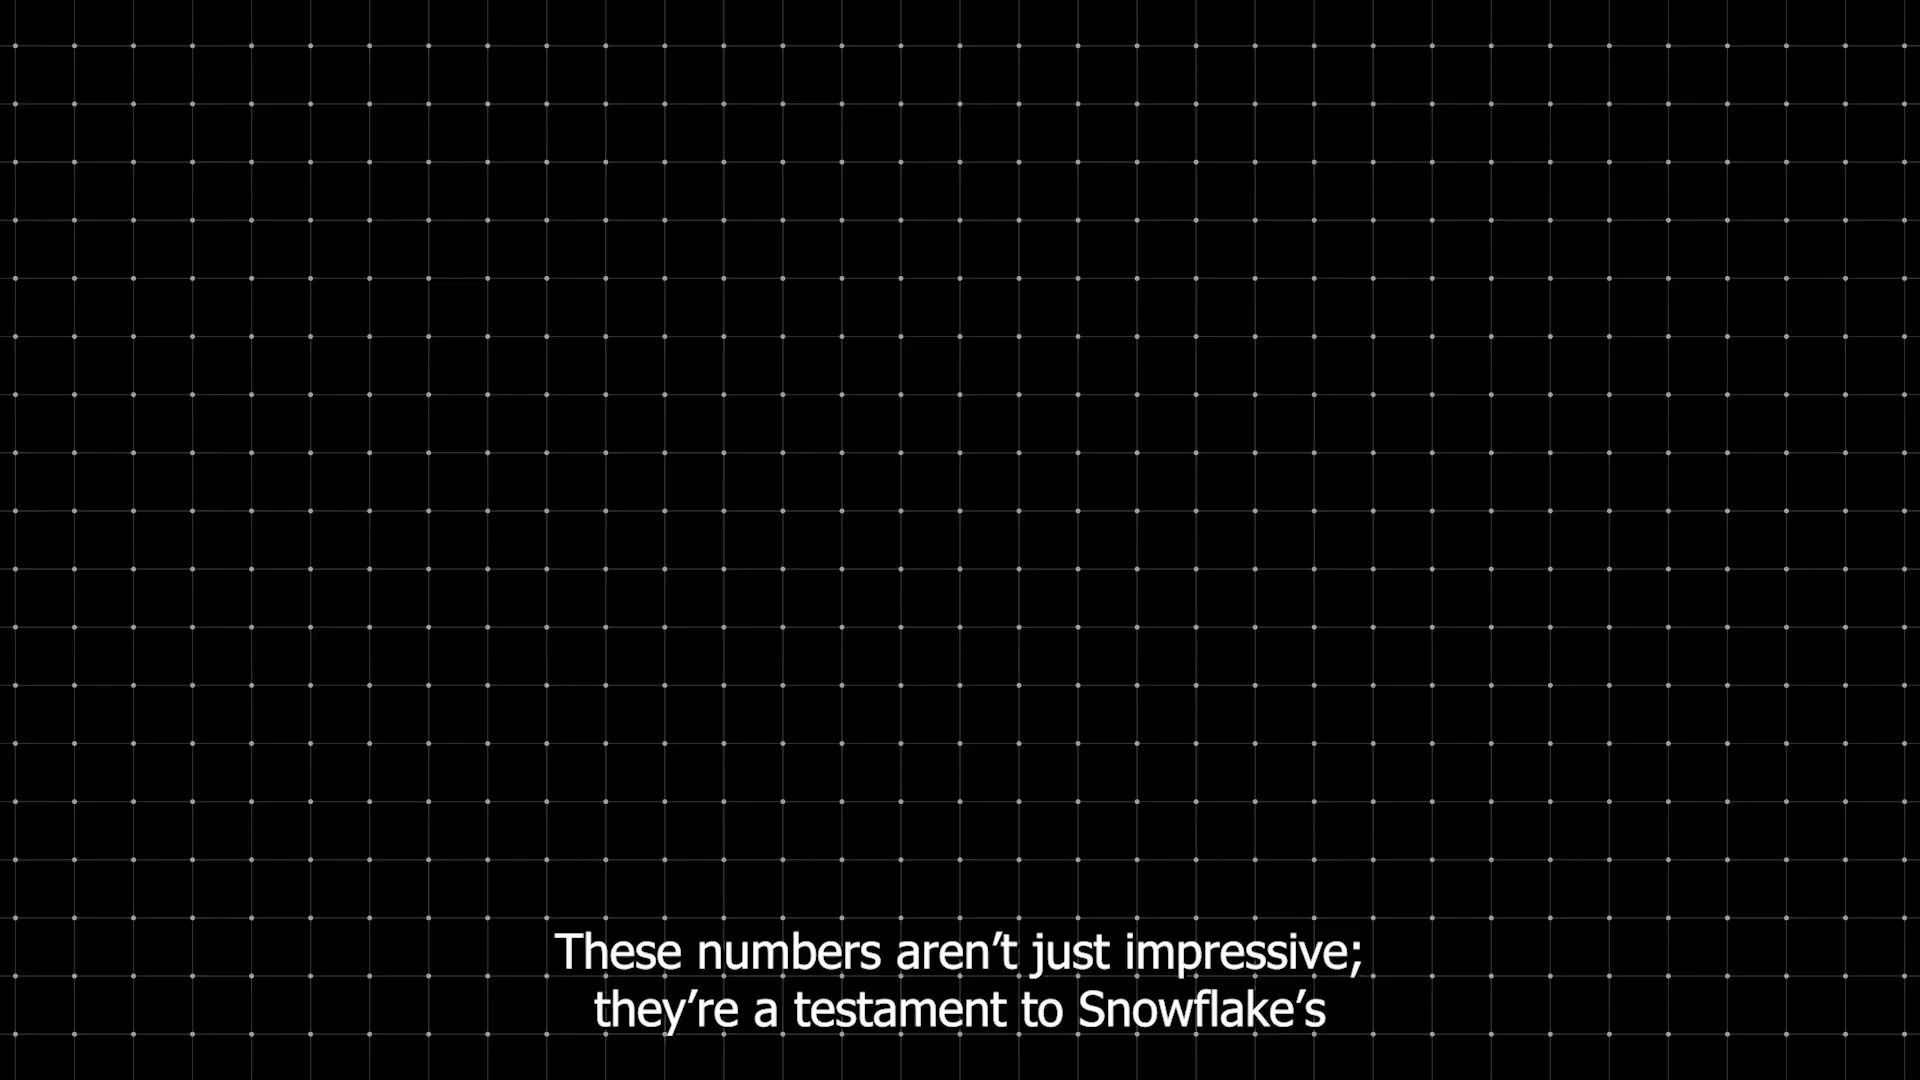 These numbers aren’t just impressive;
they’re a testament to Snowflake’s